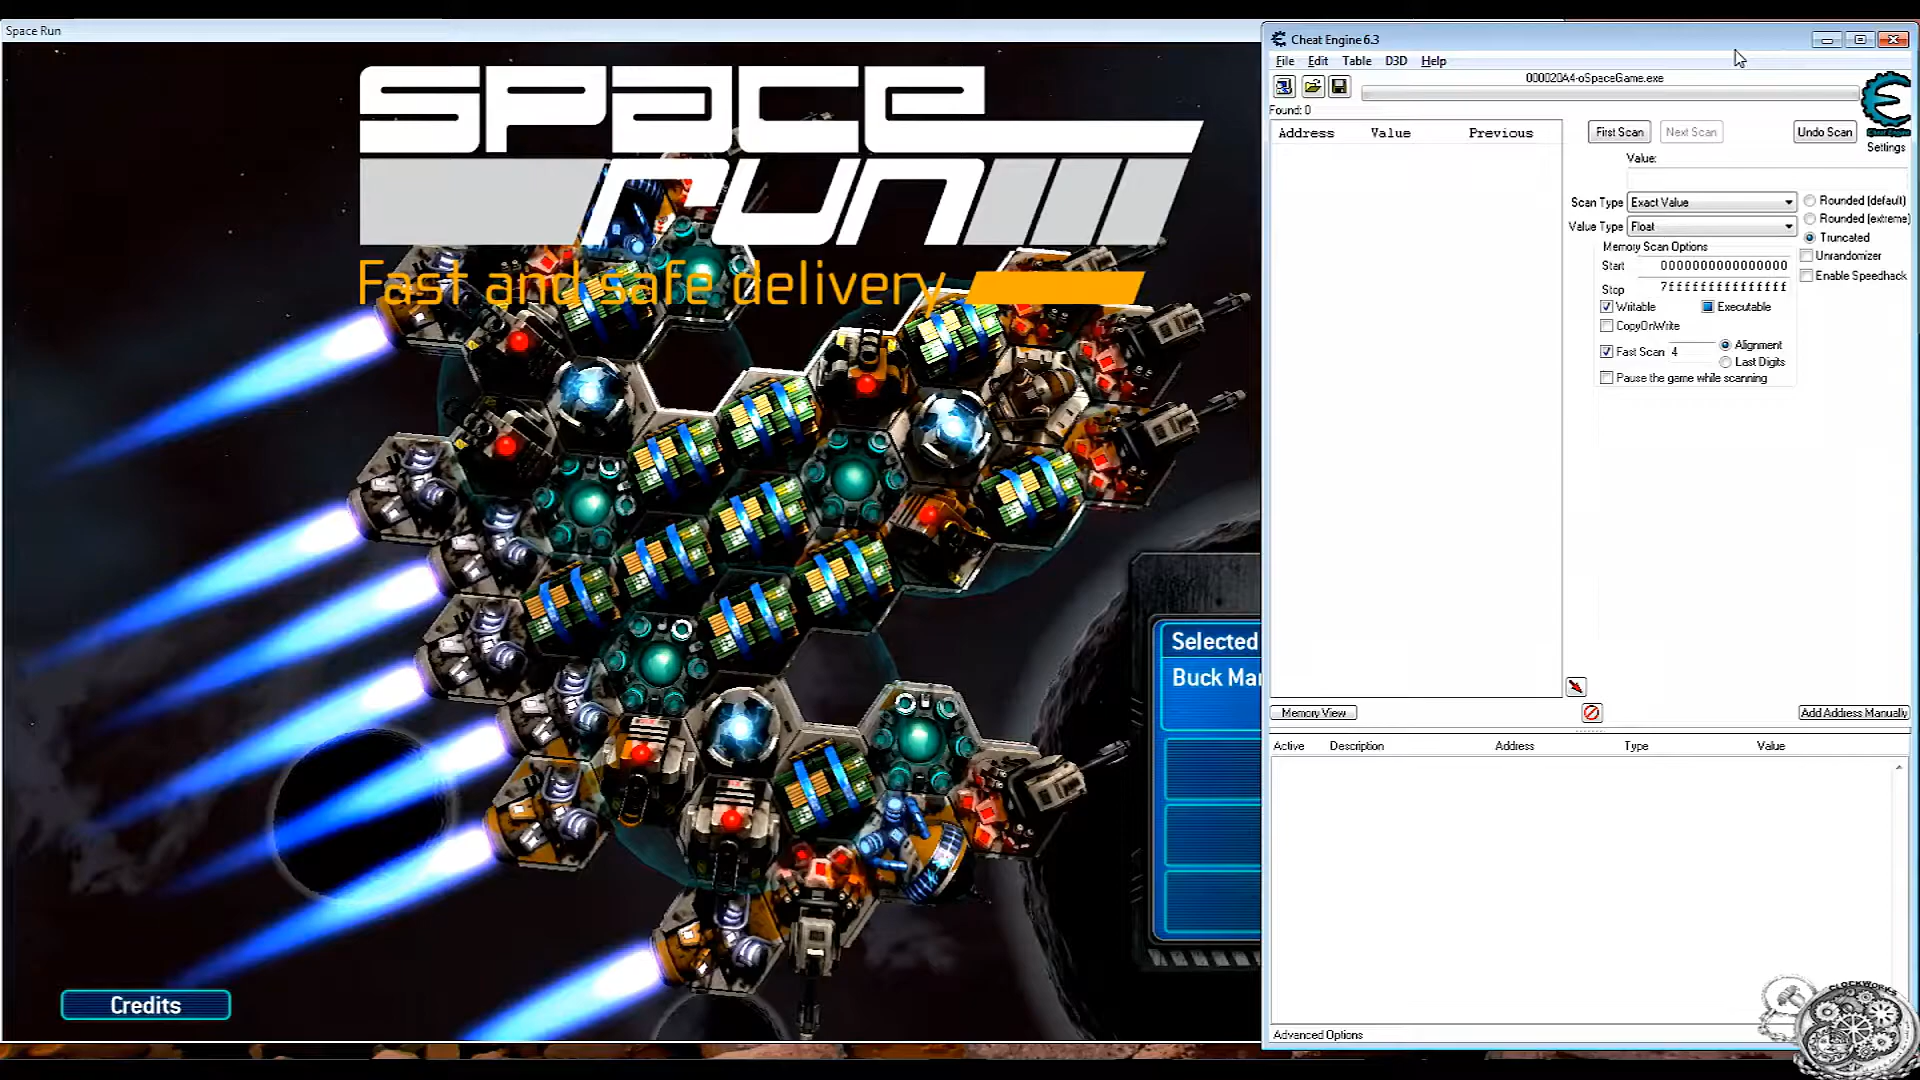 Space Run
space
run
Fast and safe delivery
Selected
Buck Mar
Credits
Cheat Engine 6.3
File Edit Table D3D Help
000020A4-oSpaceGame.exe
Found: 0
Address Value Previous
First Scan Next Scan Undo Scan
Settings
Value:
Scan Type Exact Value
Value Type Float
Rounded (default)
Rounded (extreme)
Truncated
Unrandomizer
Enable Speedhack
Memory Scan Options
Start 0000000000000000
Stop 7fffffffffffffff
Writable Executable
CopyOnWrite
Fast Scan 4 Alignment
Last Digits
Pause the game while scanning
Memory View Add Address Manually
Active Description Address Type Value
Advanced Options
CLOCKWORKS